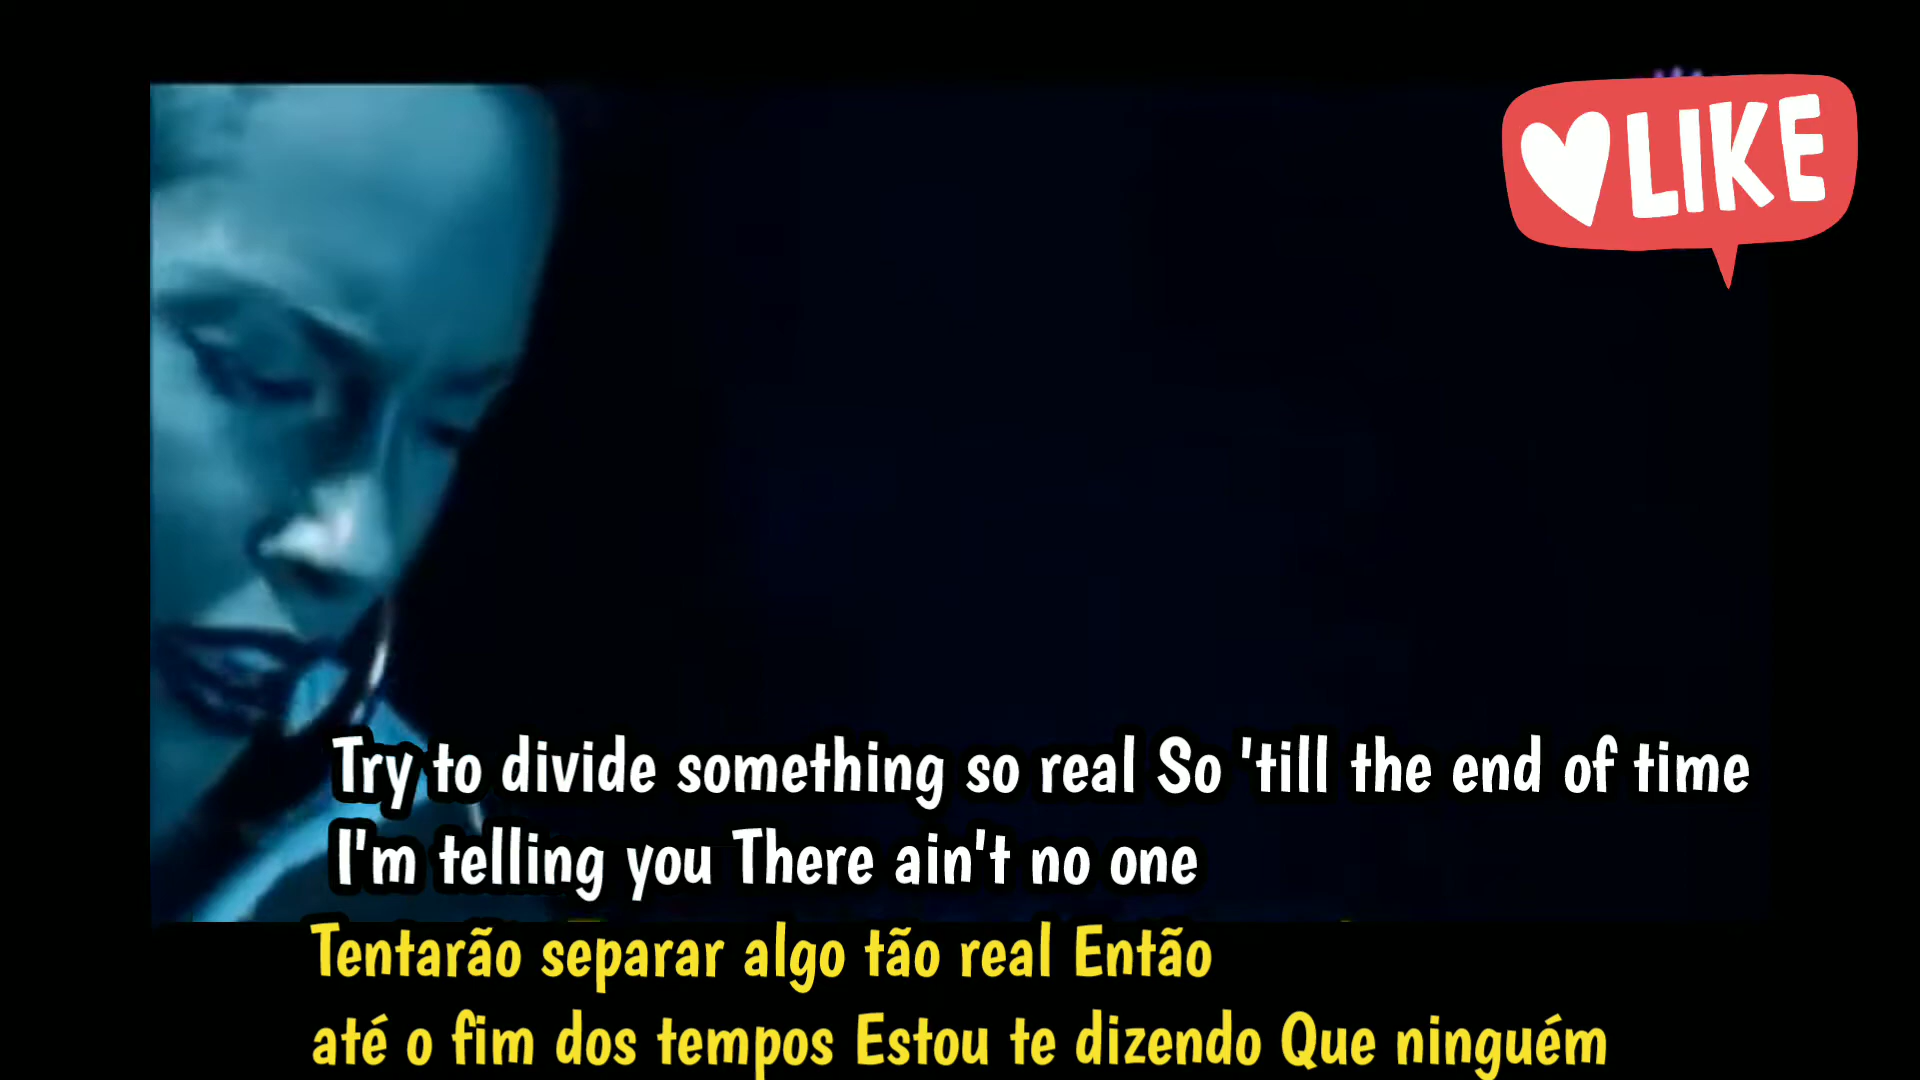 LIKE
Try to divide something so real So 'till the end of time
I'm telling you There ain't no one
Tentarão separar algo tão real Então
até o fim dos tempos Estou te dizendo Que ninguém